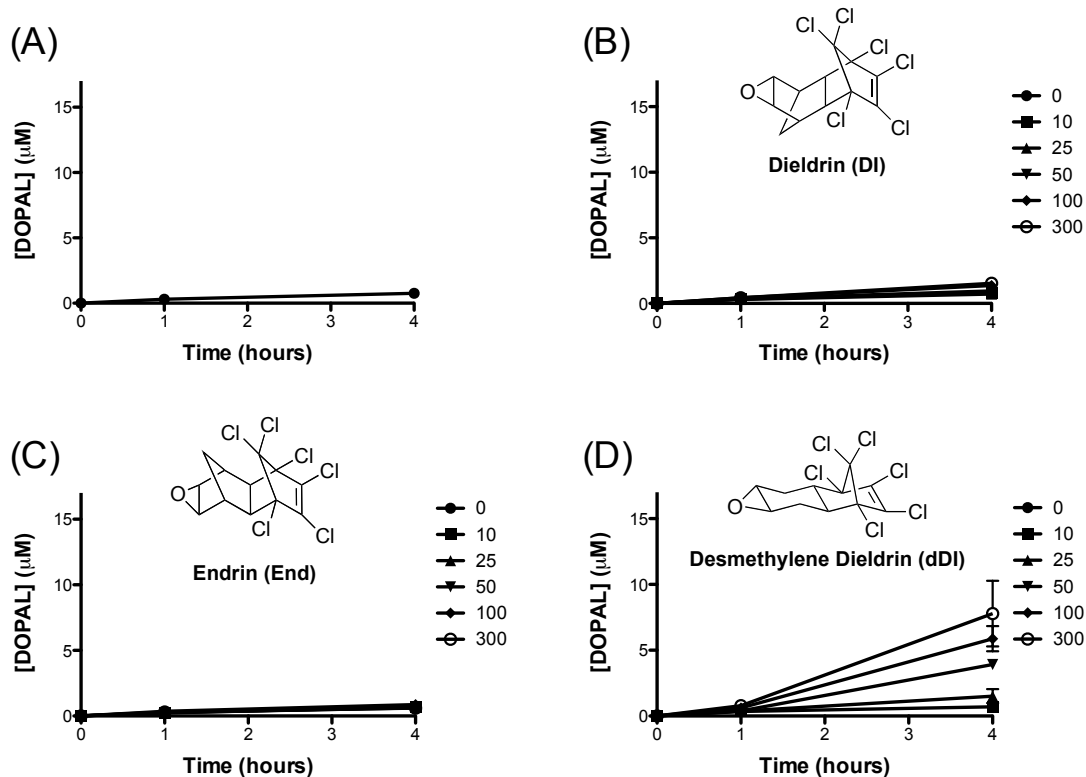 (A)
[DOPAL] (μM)
15
10
5
0
0 1 2 3 4
Time (hours)
(B)
Cl Cl Cl Cl Cl Cl
O
Dieldrin (DI)
[DOPAL] (μM)
15
10
5
0
0 1 2 3 4
Time (hours)
0
10
25
50
100
300
(C)
Cl Cl Cl Cl Cl Cl
O
Endrin (End)
[DOPAL] (μM)
15
10
5
0
0 1 2 3 4
Time (hours)
0
10
25
50
100
300
(D)
Cl Cl Cl Cl Cl Cl
O
Desmethylene Dieldrin (dDI)
[DOPAL] (μM)
15
10
5
0
0 1 2 3 4
Time (hours)
0
10
25
50
100
300